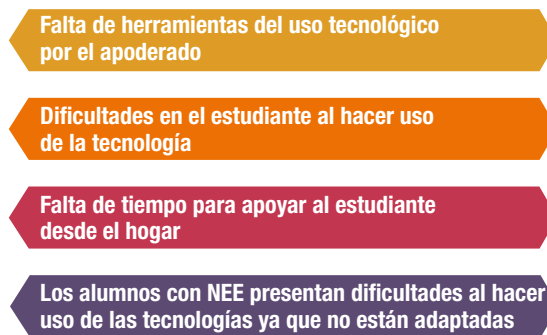 Falta de herramientas del uso tecnológico
por el apoderado
Dificultades en el estudiante al hacer uso
de la tecnología
Falta de tiempo para apoyar al estudiante
desde el hogar
Los alumnos con NEE presentan dificultades al hacer
uso de las tecnologías ya que no están adaptadas